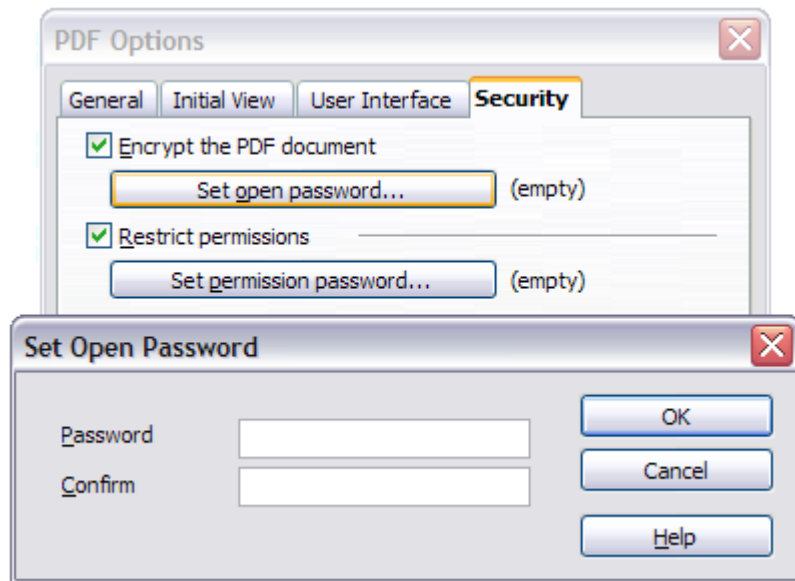 PDF Options
General Initial View User Interface Security
Encrypt the PDF document
Set open password... (empty)
Restrict permissions
Set permission password... (empty)
Set Open Password
Password
OK
Confirm
Cancel
Help